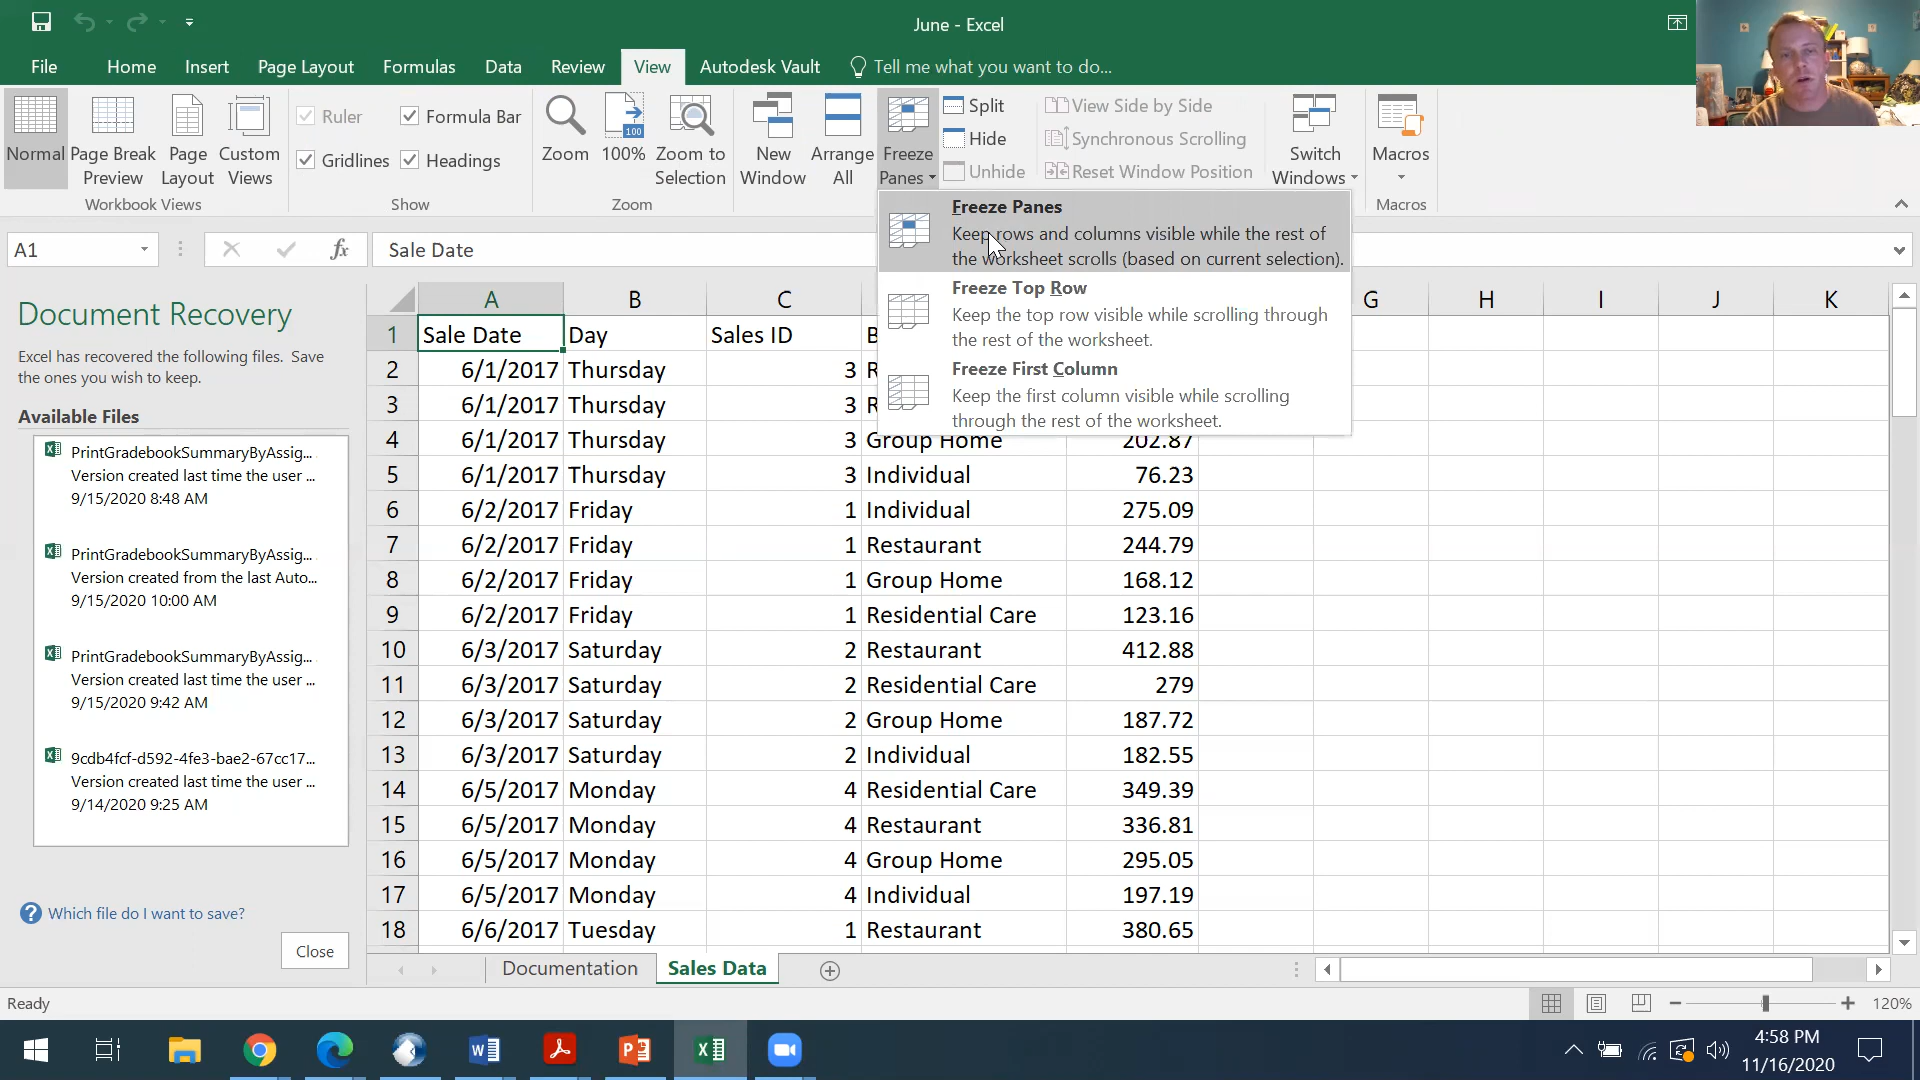 June - Excel
File Home Insert Page Layout Formulas Data Review View Autodesk Vault Tell me what you want to do...
Normal Page Break Preview Page Layout Custom Views
Workbook Views
Ruler Formula Bar
Gridlines Headings
Show
Zoom 100% Zoom to Selection
100
Zoom
New Window Arrange All Freeze Panes
Split
Hide
Unhide
View Side by Side
Synchronous Scrolling
Reset Window Position
Switch Windows
Macros
Macros
Freeze Panes
Keep rows and columns visible while the rest of
the worksheet scrolls (based on current selection).
Freeze Top Row
Keep the top row visible while scrolling through
the rest of the worksheet.
Freeze First Column
Keep the first column visible while scrolling
through the rest of the worksheet.
A1 fx Sale Date
Document Recovery
Excel has recovered the following files. Save
the ones you wish to keep.
Available Files
PrintGradebookSummaryByAssig...
Version created last time the user ...
9/15/2020 8:48 AM
PrintGradebookSummaryByAssig...
Version created from the last Auto...
9/15/2020 10:00 AM
PrintGradebookSummaryByAssig...
Version created last time the user ...
9/15/2020 9:42 AM
9cdb4fcf-d592-4fe3-bae2-67cc17...
Version created last time the user ...
9/14/2020 9:25 AM
Which file do I want to save?
Close
A B C G H I J K
1 Sale Date Day Sales ID
2 6/1/2017 Thursday 3 R
3 6/1/2017 Thursday 3 R
4 6/1/2017 Thursday 3 Group Home 202.87
5 6/1/2017 Thursday 3 Individual 76.23
6 6/2/2017 Friday 1 Individual 275.09
7 6/2/2017 Friday 1 Restaurant 244.79
8 6/2/2017 Friday 1 Group Home 168.12
9 6/2/2017 Friday 1 Residential Care 123.16
10 6/3/2017 Saturday 2 Restaurant 412.88
11 6/3/2017 Saturday 2 Residential Care 279
12 6/3/2017 Saturday 2 Group Home 187.72
13 6/3/2017 Saturday 2 Individual 182.55
14 6/5/2017 Monday 4 Residential Care 349.39
15 6/5/2017 Monday 4 Restaurant 336.81
16 6/5/2017 Monday 4 Group Home 295.05
17 6/5/2017 Monday 4 Individual 197.19
18 6/6/2017 Tuesday 1 Restaurant 380.65
Documentation Sales Data
Ready 120%
4:58 PM
11/16/2020